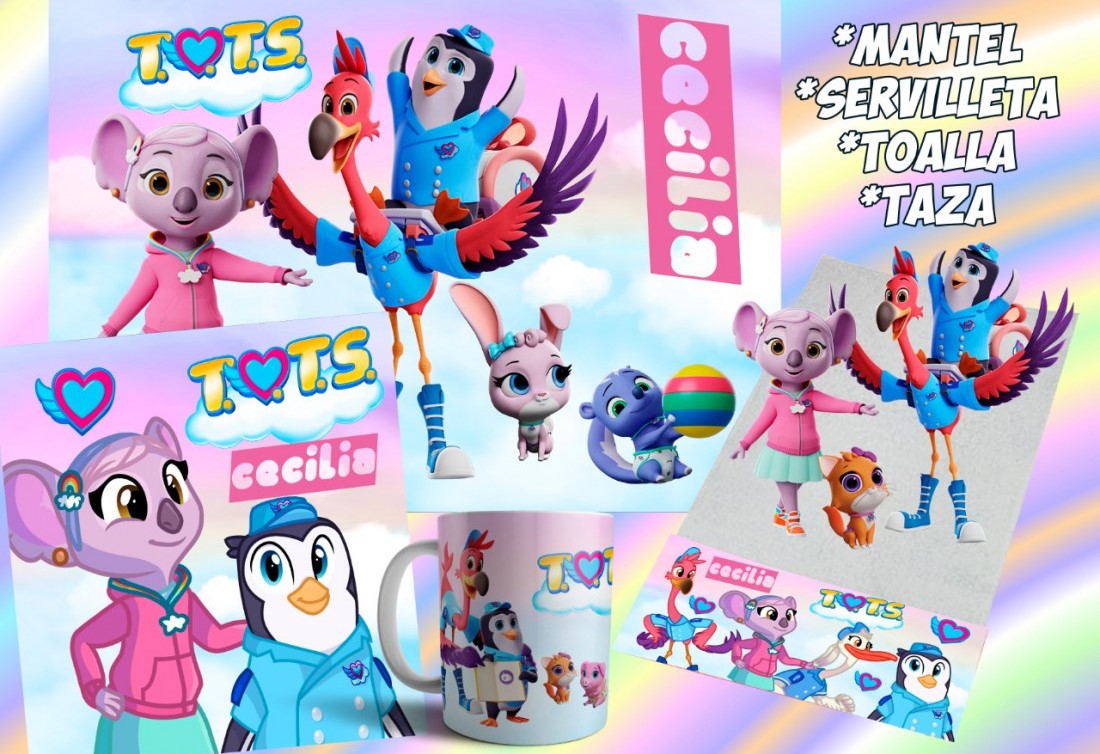 T.O.T.S.
cecilia
*MANTEL
*SERVILLETA
*TOALLA
*TAZA
T.O.T.S.
cecilia
T.O.T
cecilia
T.O.T.S.